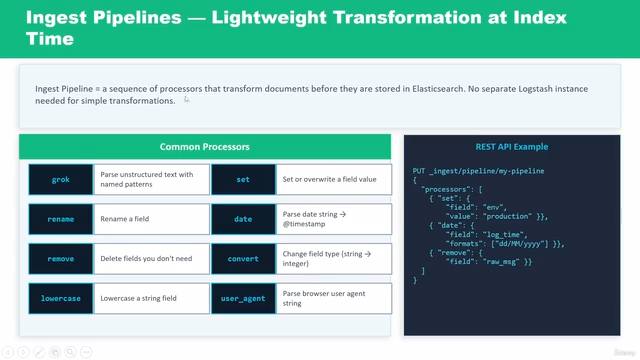 Ingest Pipelines — Lightweight Transformation at Index
Time
Ingest Pipeline = a sequence of processors that transform documents before they are stored in Elasticsearch. No separate Logstash instance
needed for simple transformations.
Common Processors
grok
Parse unstructured text with
named patterns
set
Set or overwrite a field value
rename
Rename a field
date
Parse date string →
@timestamp
remove
Delete fields you don't need
convert
Change field type (string →
integer)
lowercase
Lowercase a string field
user_agent
Parse browser user agent
string
REST API Example
PUT _ingest/pipeline/my-pipeline
{
"processors": [
{ "set": {
"field": "env",
"value": "production" }},
{ "date": {
"field": "log_time",
"formats": ["dd/MM/yyyy"] }},
{ "remove": {
"field": "raw_msg" }}
]
}